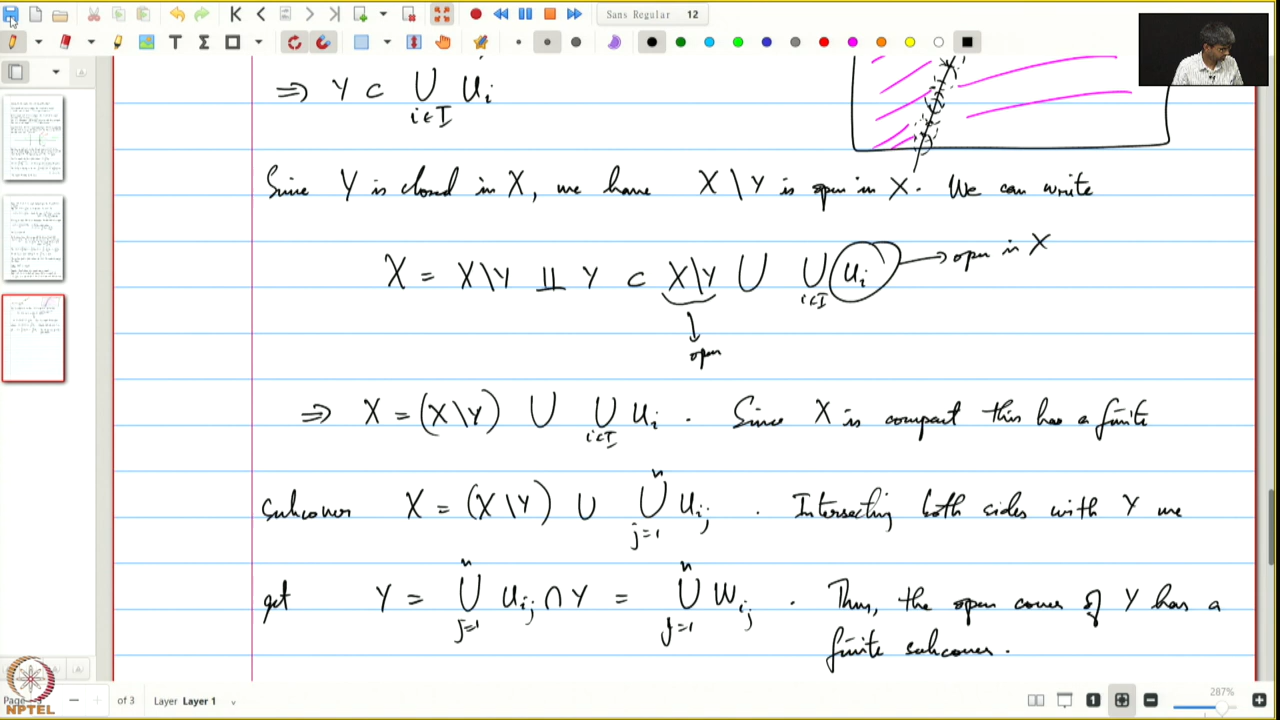 Sans Regular 12
⇒ Y ⊂ ⋃_{i∈I} U_i
Since Y is closed in X, we have X\Y is open in X. We can write
X = X\Y ⨿ Y ⊂ X\Y ∪ ⋃_{i∈I} U_i → open in X
open
⇒ X = (X\Y) ∪ ⋃_{i∈I} U_i . Since X is compact this has a finite
subcover X = (X\Y) ∪ ⋃_{j=1}^{n} U_{i_j} . Intersecting both sides with Y we
get Y = ⋃_{j=1}^{n} U_{i_j} ∩ Y = ⋃_{j=1}^{n} W_{i_j} . Thus, the open cover of Y has a
finite subcover.
NPTEL
Page of 3 Layer Layer 1
1
287%